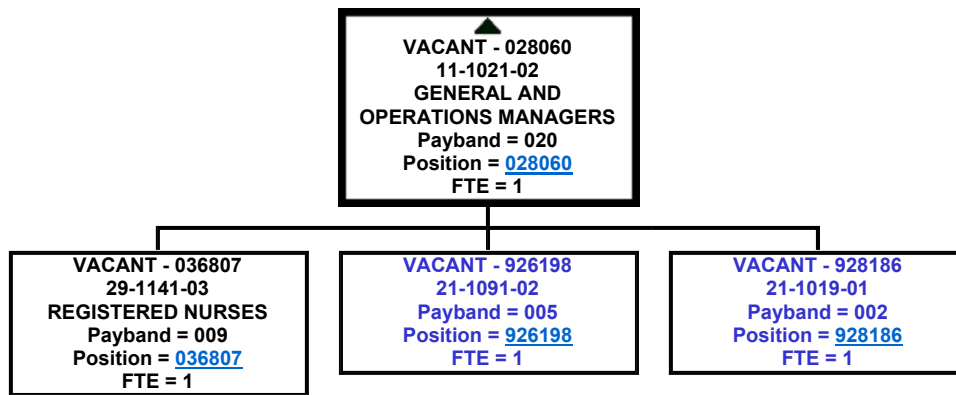 VACANT - 028060
11-1021-02
GENERAL AND
OPERATIONS MANAGERS
Payband = 020
Position = 028060
FTE = 1
VACANT - 036807
29-1141-03
REGISTERED NURSES
Payband = 009
Position = 036807
FTE = 1
VACANT - 926198
21-1091-02
Payband = 005
Position = 926198
FTE = 1
VACANT - 928186
21-1019-01
Payband = 002
Position = 928186
FTE = 1